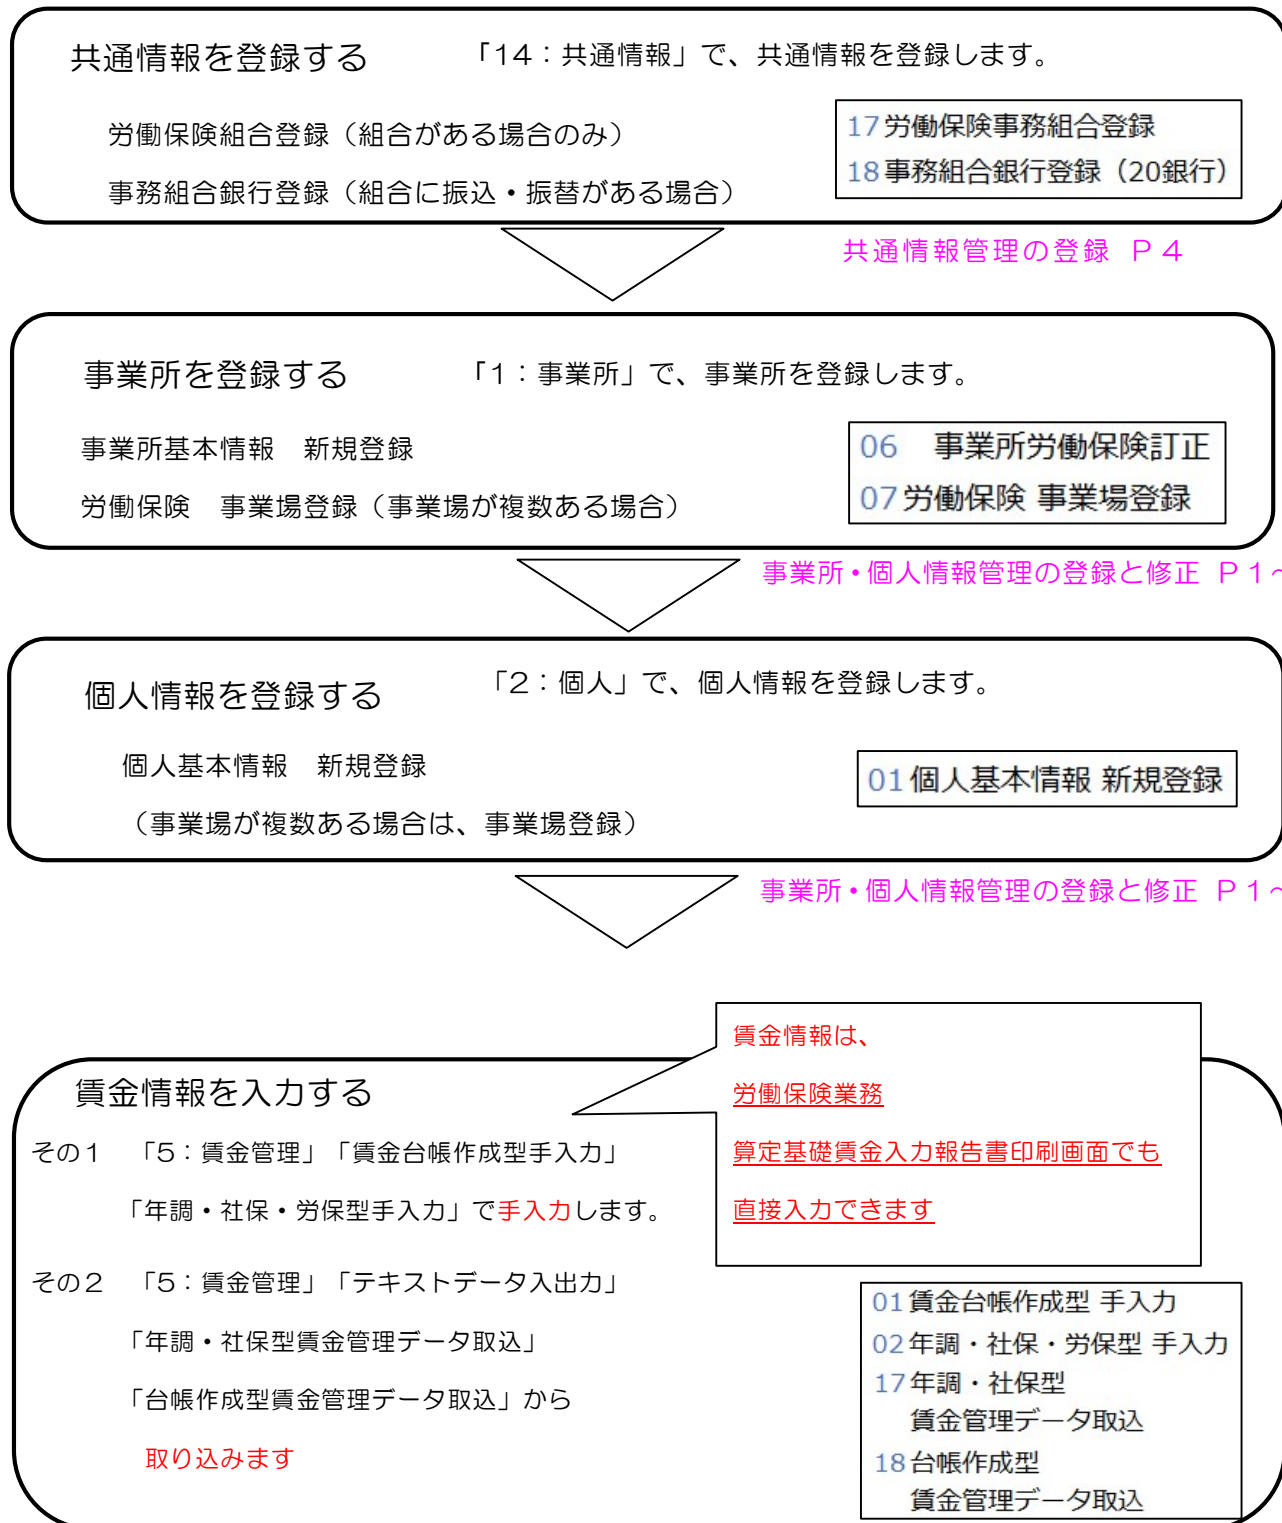 共通情報を登録する　「14：共通情報」で、共通情報を登録します。
労働保険組合登録（組合がある場合のみ）
事務組合銀行登録（組合に振込・振替がある場合）
17 労働保険事務組合登録
18 事務組合銀行登録（20銀行）
共通情報管理の登録 Ｐ４
事業所を登録する　「1：事業所」で、事業所を登録します。
事業所基本情報　新規登録
労働保険　事業場登録（事業場が複数ある場合）
06　事業所労働保険訂正
07 労働保険 事業場登録
事業所・個人情報管理の登録と修正 Ｐ１～
個人情報を登録する　「2：個人」で、個人情報を登録します。
個人基本情報　新規登録
（事業場が複数ある場合は、事業場登録）
01 個人基本情報 新規登録
事業所・個人情報管理の登録と修正 Ｐ１～
賃金情報を入力する
その１　「5：賃金管理」「賃金台帳作成型手入力」
「年調・社保・労保型手入力」で手入力します。
その２　「5：賃金管理」「テキストデータ入出力」
「年調・社保型賃金管理データ取込」
「台帳作成型賃金管理データ取込」から
取り込みます
賃金情報は、
労働保険業務
算定基礎賃金入力報告書印刷画面でも
直接入力できます
01 賃金台帳作成型 手入力
02 年調・社保・労保型 手入力
17 年調・社保型
賃金管理データ取込
18 台帳作成型
賃金管理データ取込